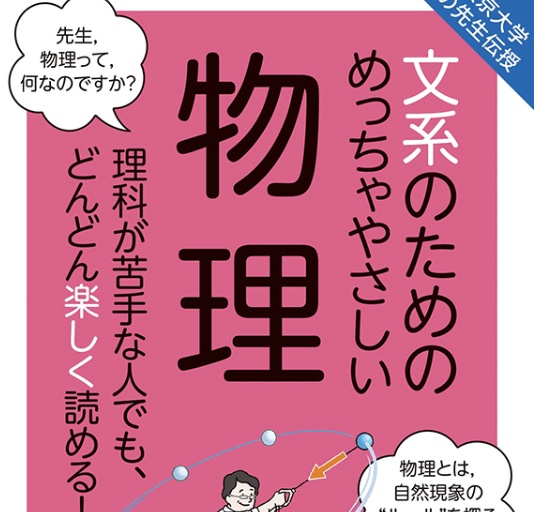 京大学
の先生伝授
先生,
物理って,
何なのですか?
文系のための
めっちゃやさしい
物理
理科が苦手な人でも、
どんどん楽しく読める!
物理とは,
自然現象の